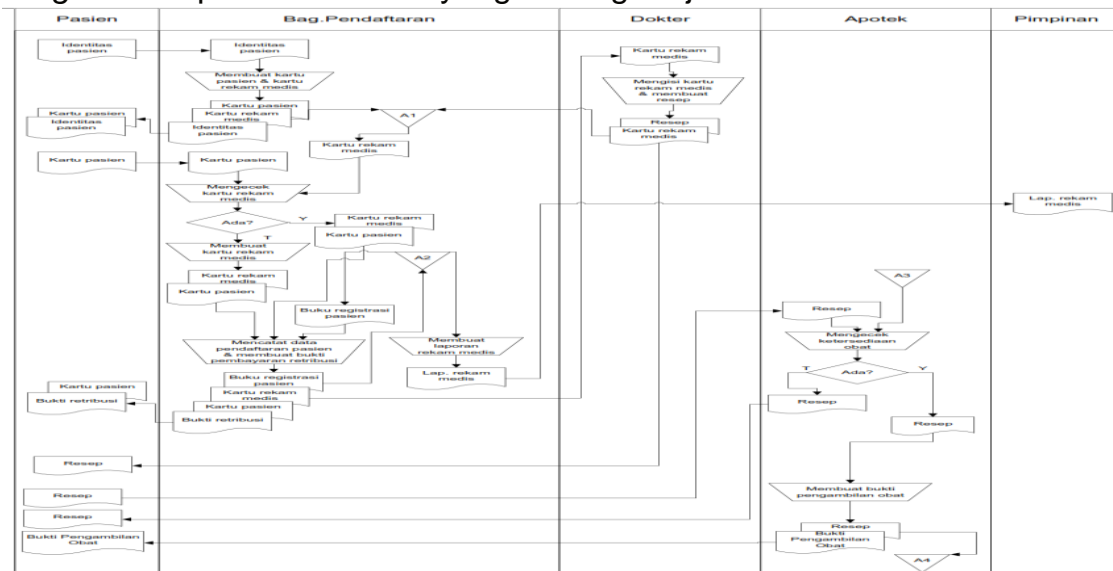 Pasien
Bag.Pendaftaran
Dokter
Apotek
Pimpinan
Identitas
pasien
Kartu pasien
Identitas
pasien
Kartu pasien
Kartu pasien
Bukti retribusi
Resep
Resep
Resep
Bukti Pengambilan
Obat
Identitas
pasien
Membuat kartu
pasien & kartu
rekam medis
Kartu pasien
Kartu rekam
medis
Identitas
pasien
A1
Kartu rekam
medis
Kartu pasien
Mengecek
kartu rekam
medis
Ada?
Y
T
Kartu rekam
medis
Kartu pasien
Membuat
kartu rekam
medis
Kartu rekam
medis
Kartu pasien
A2
Buku registrasi
pasien
Mencatat data
pendaftaran pasien
& membuat bukti
pembayaran retribusi
Membuat
laporan
rekam medis
Lap. rekam
medis
Buku registrasi
pasien
Kartu rekam
medis
Kartu pasien
Bukti retribusi
Kartu rekam
medis
Mengisi kartu
rekam medis
& membuat
resep
Resep
Kartu rekam
medis
A3
Resep
Mengecek
ketersediaan
obat
Ada?
T
Y
Resep
Resep
Membuat bukti
pengambilan obat
Resep
Bukti
Pengambilan
Obat
A4
Lap. rekam
medis